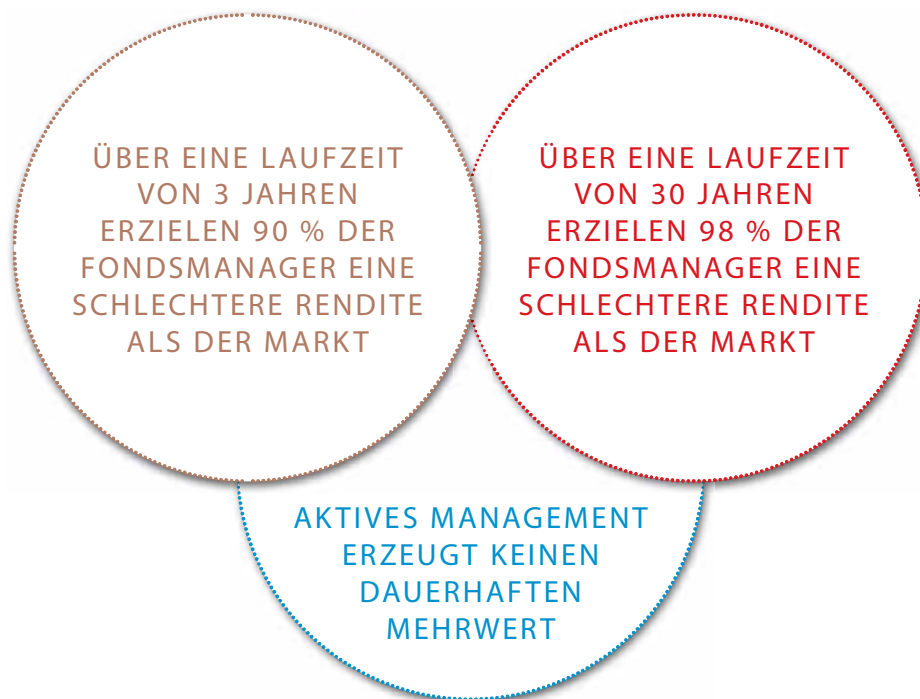 ÜBER EINE LAUFZEIT
VON 3 JAHREN
ERZIELEN 90 % DER
FONDSMANAGER EINE
SCHLECHTERE RENDITE
ALS DER MARKT
ÜBER EINE LAUFZEIT
VON 30 JAHREN
ERZIELEN 98 % DER
FONDSMANAGER EINE
SCHLECHTERE RENDITE
ALS DER MARKT
AKTIVES MANAGEMENT
ERZEUGT KEINEN
DAUERHAFTEN
MEHRWERT